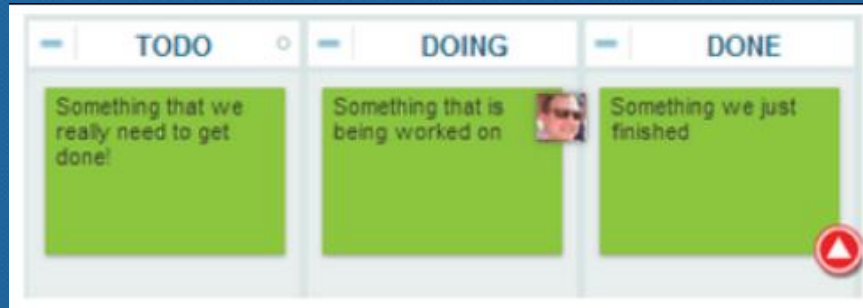 TODO
DOING
DONE
Something that we
really need to get
done!
Something that is
being worked on
Something we just
finished